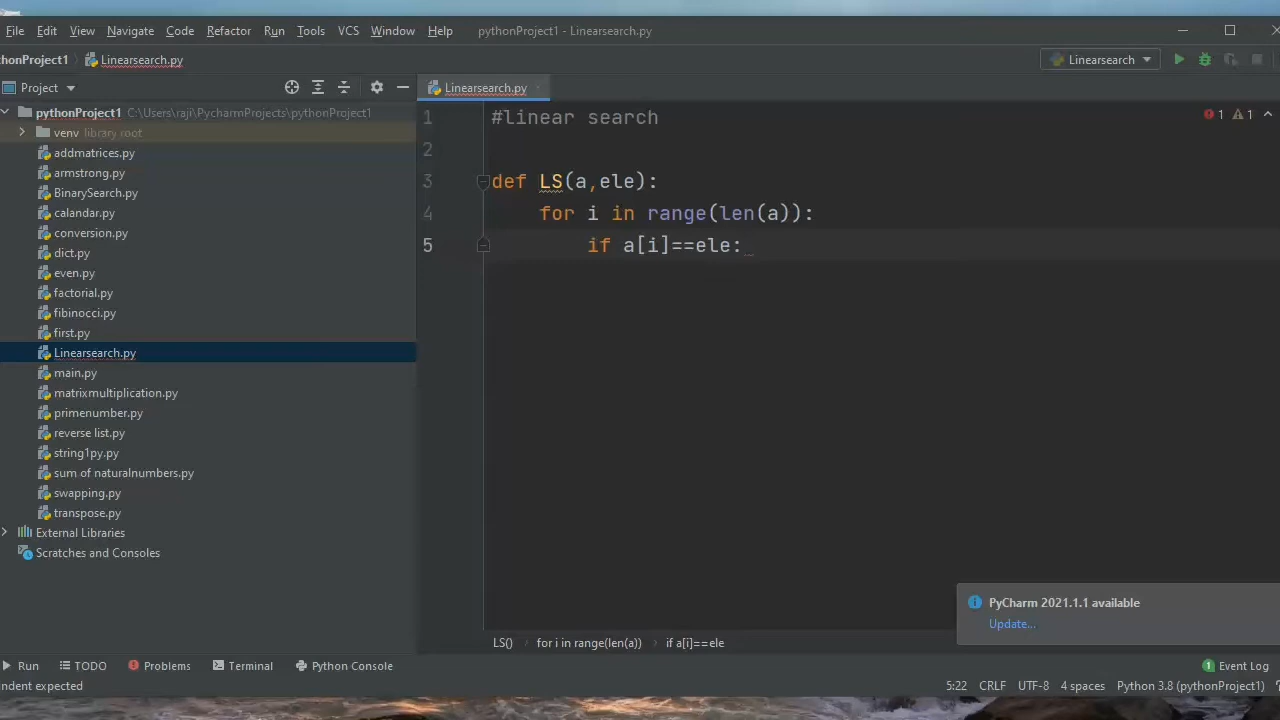 File Edit View Navigate Code Refactor Run Tools VCS Window Help pythonProject1 - Linearsearch.py
thonProject1 Linearsearch.py Linearsearch
Project Linearsearch.py
pythonProject1 C:\Users\raji\PycharmProjects\pythonProject1
venv library root
addmatrices.py
armstrong.py
BinarySearch.py
calandar.py
conversion.py
dict.py
even.py
factorial.py
fibinocci.py
first.py
Linearsearch.py
main.py
matrixmultiplication.py
primenumber.py
reverse list.py
string1py.py
sum of naturalnumbers.py
swapping.py
transpose.py
External Libraries
Scratches and Consoles
1 #linear search
1 1
2
3 def LS(a,ele):
4 for i in range(len(a)):
5 if a[i]==ele:
PyCharm 2021.1.1 available
Update...
LS() for i in range(len(a)) if a[i]==ele
Run TODO Problems Terminal Python Console 1 Event Log
ndent expected 5:22 CRLF UTF-8 4 spaces Python 3.8 (pythonProject1)